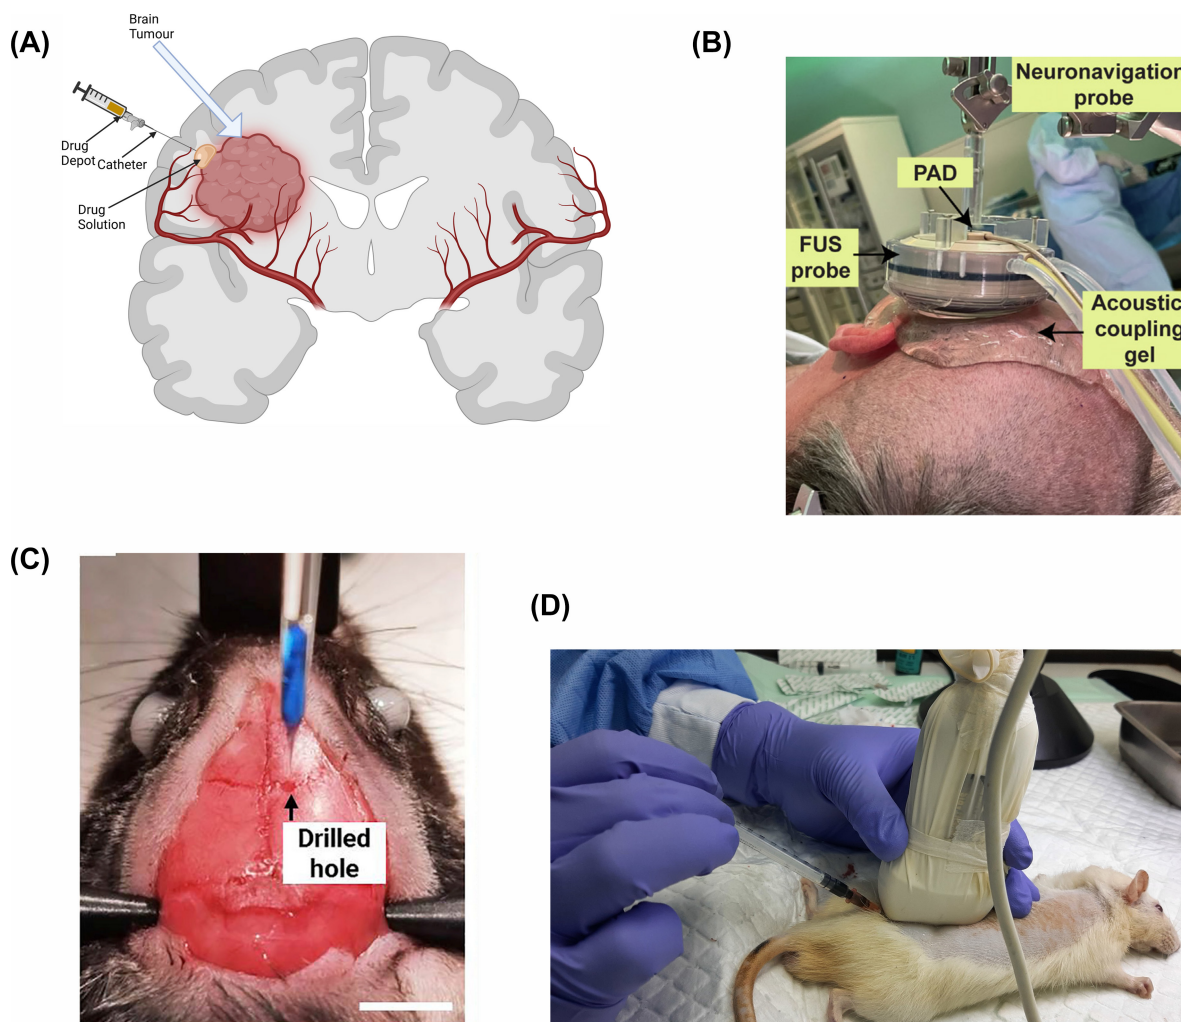 (A)
Brain
Tumour
Drug
Depot
Catheter
Drug
Solution
(B)
Neuronavigation
probe
PAD
FUS
probe
Acoustic
coupling
gel
(C)
Drilled
hole
(D)